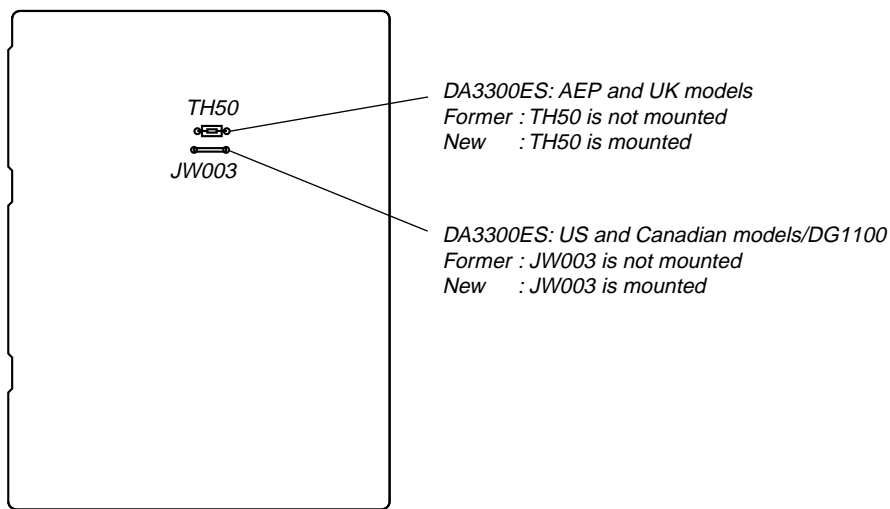 TH50
JW003
DA3300ES: AEP and UK models
Former : TH50 is not mounted
New : TH50 is mounted
DA3300ES: US and Canadian models/DG1100
Former : JW003 is not mounted
New : JW003 is mounted